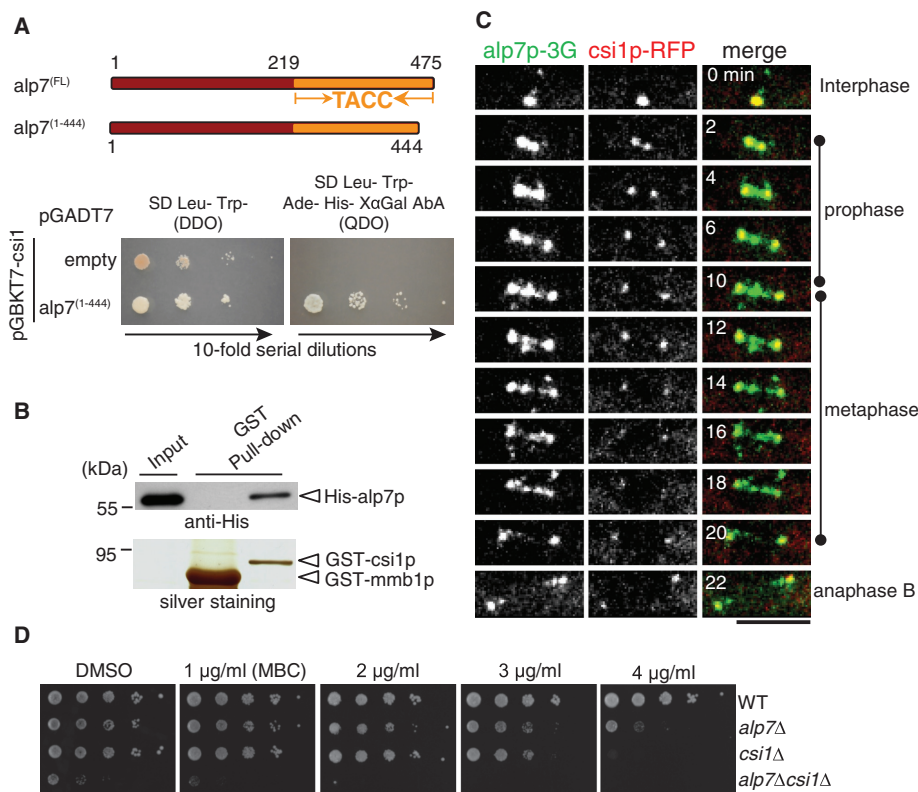 A
1 219 475
alp7(FL)
TACC
alp7(1-444)
1 444
pGADT7
SD Leu- Trp-
(DDO)
SD Leu- Trp-
Ade- His- XαGal AbA
(QDO)
pGBKT7-csi1
empty
alp7(1-444)
10-fold serial dilutions
B
(kDa)
Input
GST
Pull-down
55
His-alp7p
anti-His
95
GST-csi1p
GST-mmb1p
silver staining
C
alp7p-3G csi1p-RFP merge
0 min
Interphase
2
4
prophase
6
10
12
14
metaphase
16
18
20
22
anaphase B
D
DMSO 1 μg/ml (MBC) 2 μg/ml 3 μg/ml 4 μg/ml
WT
alp7Δ
csi1Δ
alp7Δcsi1Δ